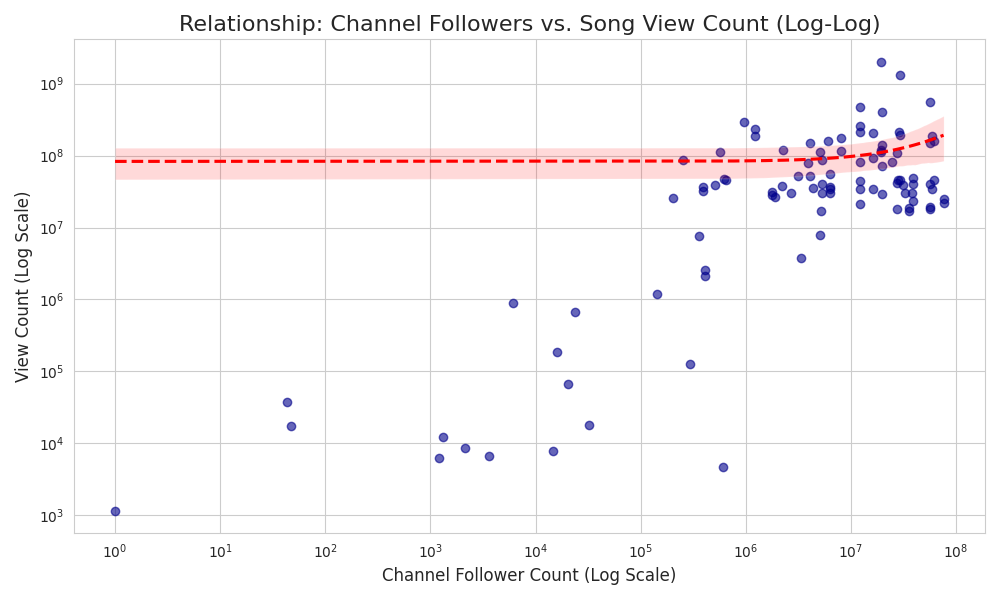 Relationship: Channel Followers vs. Song View Count (Log-Log)
View Count (Log Scale)
10⁹
10⁸
10⁷
10⁶
10⁵
10⁴
10³
10⁰ 10¹ 10² 10³ 10⁴ 10⁵ 10⁶ 10⁷ 10⁸
Channel Follower Count (Log Scale)